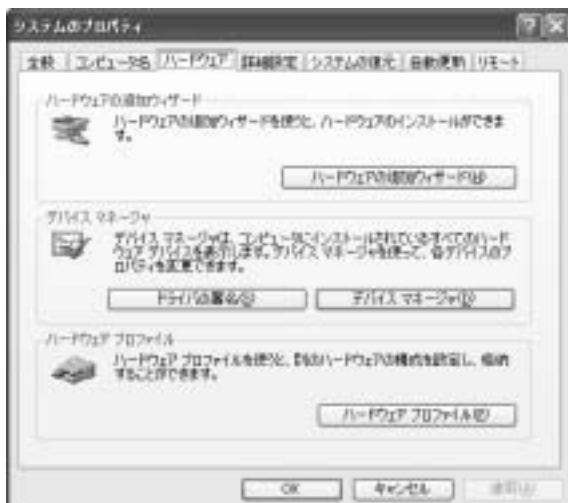 システムのプロパティ
全般 コンピュータ名 ハードウェア 詳細設定 システムの復元 自動更新 リモート
ハードウェアの追加ウィザード
ハードウェアの追加ウィザードを使うと、ハードウェアのインストールができま
す。
ハードウェアの追加ウィザード(H)
デバイス マネージャ
デバイス マネージャは、コンピュータにインストールされているすべてのハード
ウェア デバイスを表示します。デバイス マネージャを使って、各デバイスのプ
ロパティを変更できます。
ドライバの署名(S) デバイス マネージャ(D)
ハードウェア プロファイル
ハードウェア プロファイルを使うと、別のハードウェアの構成を設定し、格納
することができます。
ハードウェア プロファイル(P)
OK キャンセル 適用(A)